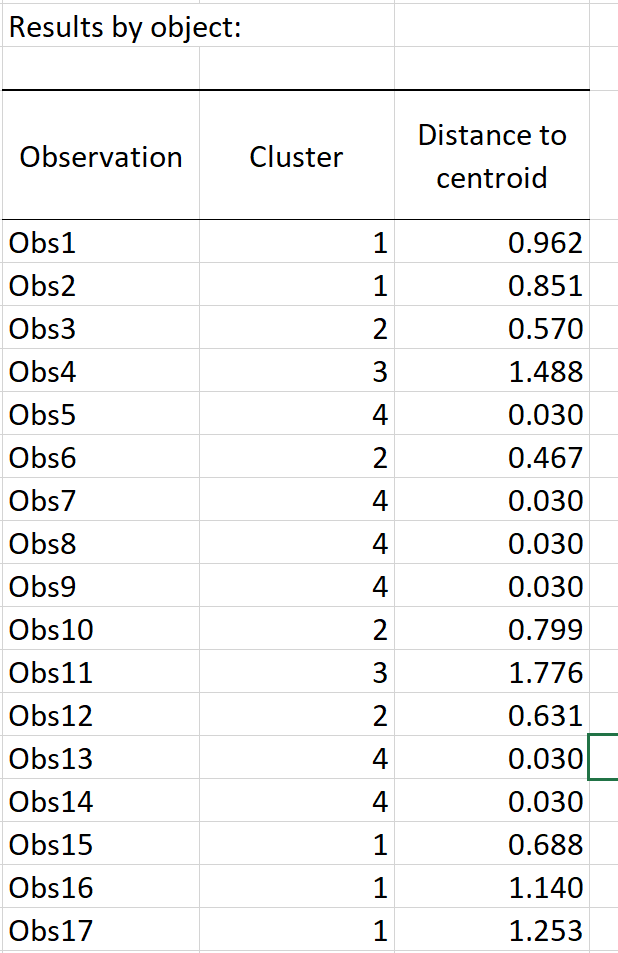 Results by object:
Observation Cluster Distance to centroid
Obs1 1 0.962
Obs2 1 0.851
Obs3 2 0.570
Obs4 3 1.488
Obs5 4 0.030
Obs6 2 0.467
Obs7 4 0.030
Obs8 4 0.030
Obs9 4 0.030
Obs10 2 0.799
Obs11 3 1.776
Obs12 2 0.631
Obs13 4 0.030
Obs14 4 0.030
Obs15 1 0.688
Obs16 1 1.140
Obs17 1 1.253